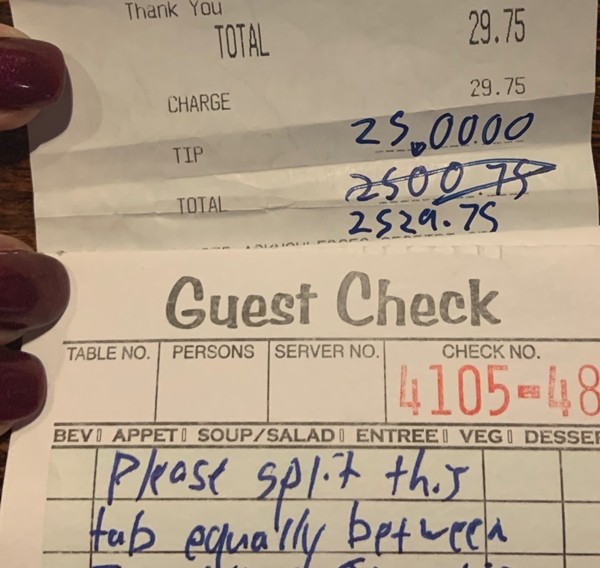 Thank You
TOTAL 29.75
CHARGE 29.75
TIP 25.0000
TOTAL 2500.75
2529.75
Guest Check
TABLE NO. PERSONS SERVER NO. CHECK NO.
4105-48
BEV APPET SOUP/SALAD ENTREE VEG DESSER
Please split this
tab equally between